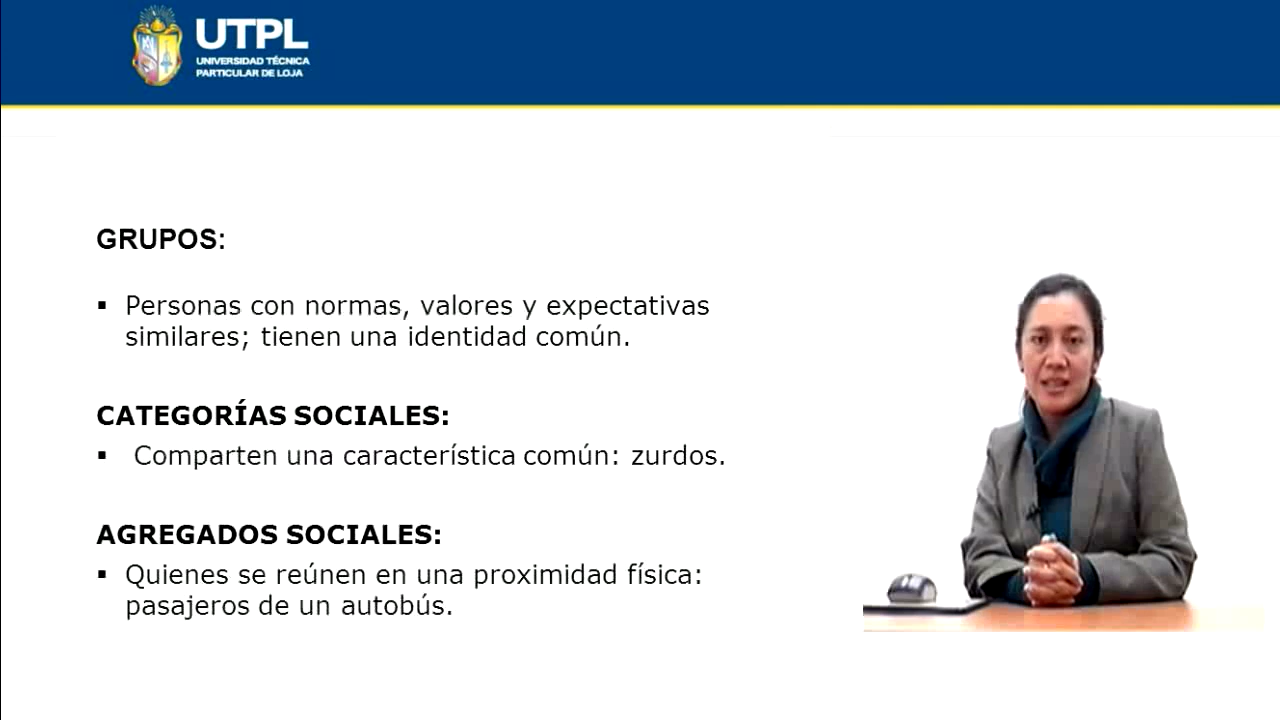 UTPL
UNIVERSIDAD TÉCNICA
PARTICULAR DE LOJA
GRUPOS:
▪ Personas con normas, valores y expectativas
similares; tienen una identidad común.
CATEGORÍAS SOCIALES:
▪ Comparten una característica común: zurdos.
AGREGADOS SOCIALES:
▪ Quienes se reúnen en una proximidad física:
pasajeros de un autobús.